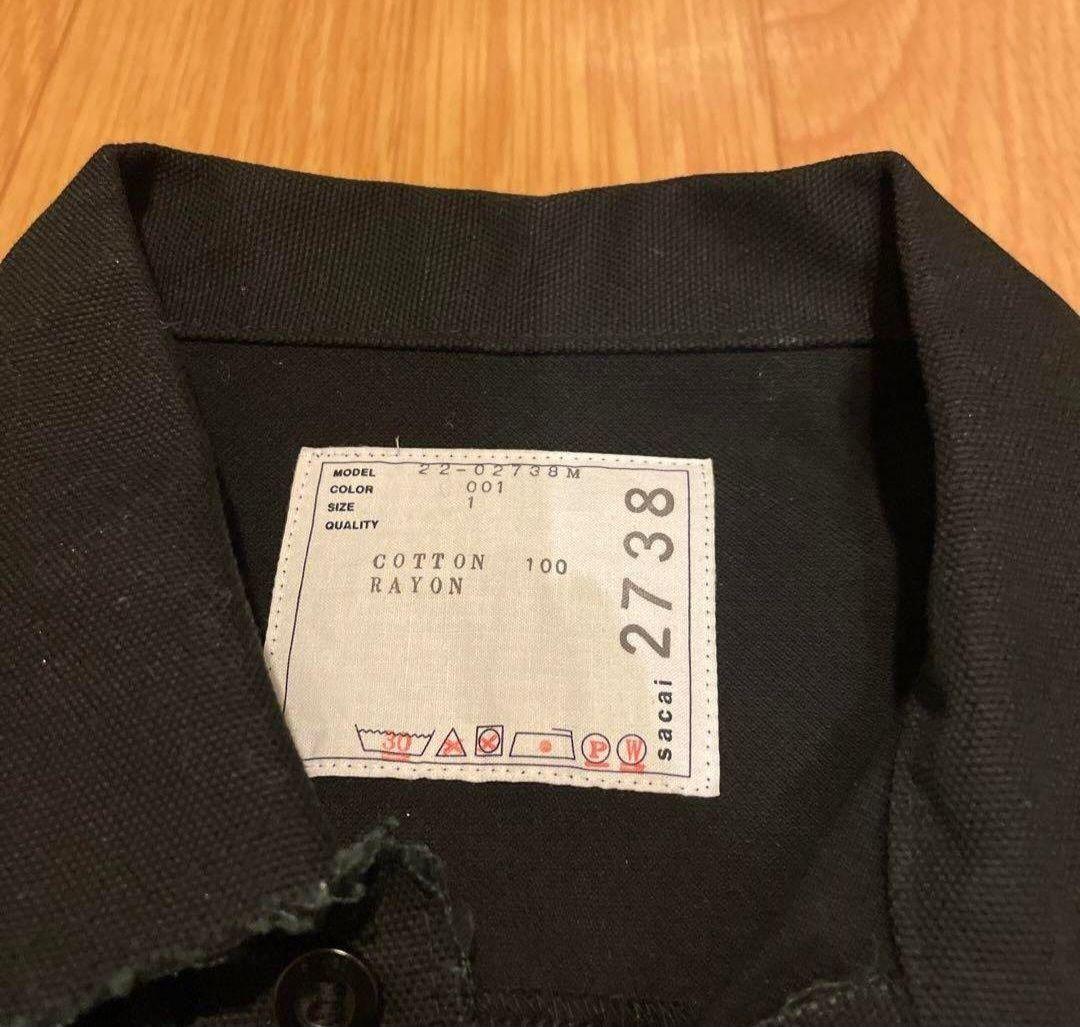 MODEL 22-02738M
COLOR 001
SIZE 1
QUALITY
COTTON 100
RAYON
30
P
W
sacai 2738